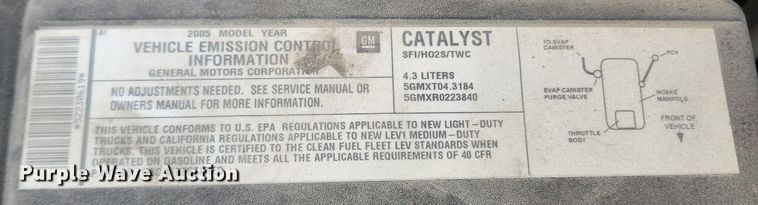 A1
2005 MODEL YEAR
VEHICLE EMISSION CONTROL
INFORMATION
GENERAL MOTORS CORPORATION
GM
NO ADJUSTMENTS NEEDED. SEE SERVICE MANUAL OR
OWNERS MANUAL FOR MORE INFORMATION.
CATALYST
SFI/HO2S/TWC
4.3 LITERS
5GMXT04.3184
5GMXR0223840
THIS VEHICLE CONFORMS TO U.S. EPA REGULATIONS APPLICABLE TO NEW LIGHT-DUTY
TRUCKS AND CALIFORNIA REGULATIONS APPLICABLE TO NEW LEV1 MEDIUM-DUTY
TRUCKS. THIS VEHICLE IS CERTIFIED TO THE CLEAN FUEL FLEET LEV STANDARDS WHEN
OPERATED ON GASOLINE AND MEETS ALL THE APPLICABLE REQUIREMENTS OF 40 CFR
TO EVAP
CANISTER
PCV
EVAP CANISTER
PURGE VALVE
INTAKE
MANIFOLD
THROTTLE
BODY
FRONT OF
VEHICLE
*52230619*
Purple Wave Auction